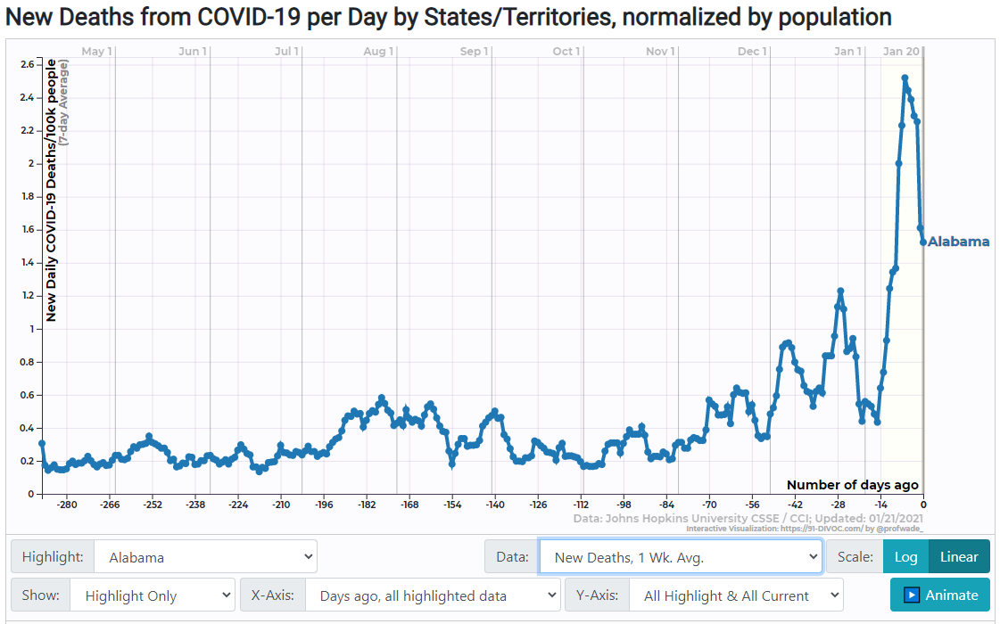 New Deaths from COVID-19 per Day by States/Territories, normalized by population
May 1 Jun 1 Jul 1 Aug 1 Sep 1 Oct 1 Nov 1 Dec 1 Jan 1 Jan 20
New Daily COVID-19 Deaths/100k people
(7-day Average)
2.6
2.4
2.2
2
1.8
1.6
1.4
1.2
1
0.8
0.6
0.4
0.2
0
Alabama
Number of days ago
-280 -266 -252 -238 -224 -210 -196 -182 -168 -154 -140 -126 -112 -98 -84 -70 -56 -42 -28 -14 0
Data: Johns Hopkins University CSSE / CCI; Updated: 01/21/2021
Interactive Visualization: https://91-DIVOC.com/ by @profwade_
Highlight: Alabama Data: New Deaths, 1 Wk. Avg. Scale: Log Linear
Show: Highlight Only X-Axis: Days ago, all highlighted data Y-Axis: All Highlight & All Current Animate